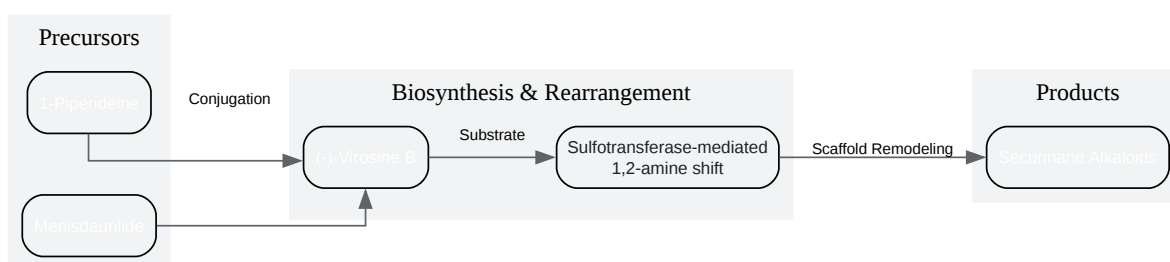 Precursors
1-Piperideine
Menisdaurilide
Conjugation
Biosynthesis & Rearrangement
(-)-Virosine B
Substrate
Sulfotransferase-mediated
1,2-amine shift
Scaffold Remodeling
Products
Securinane Alkaloids